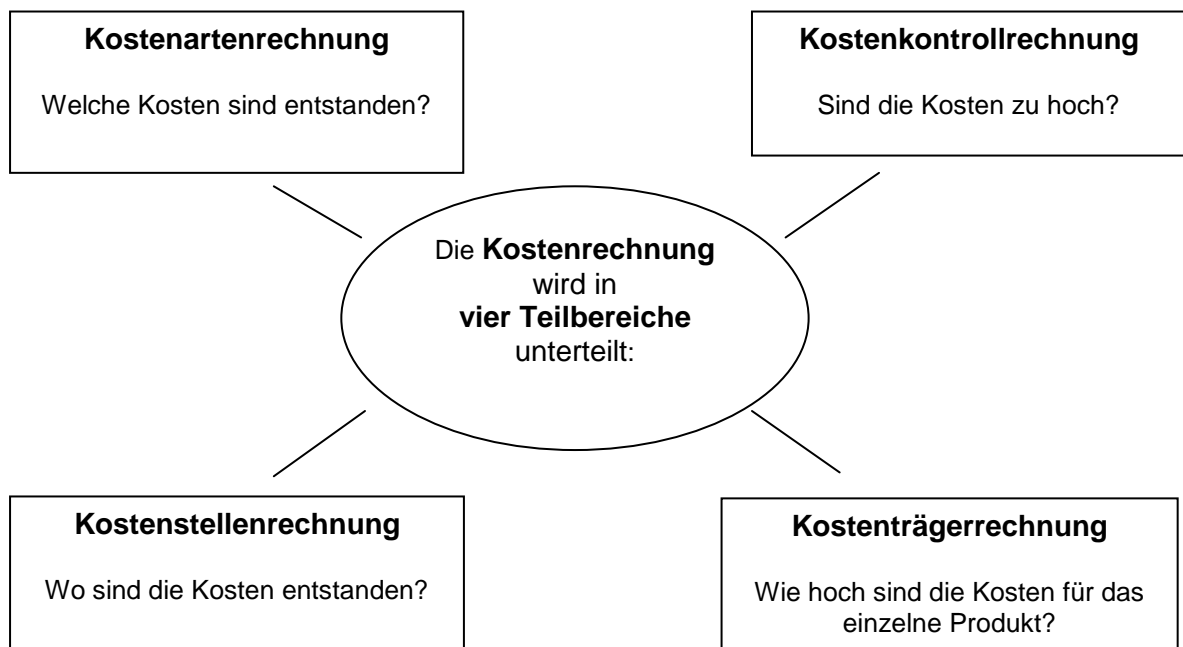 Kostenartenrechnung
Welche Kosten sind entstanden?
Kostenkontrollrechnung
Sind die Kosten zu hoch?
Die Kostenrechnung
wird in
vier Teilbereiche
unterteilt:
Kostenstellenrechnung
Wo sind die Kosten entstanden?
Kostenträgerrechnung
Wie hoch sind die Kosten für das
einzelne Produkt?